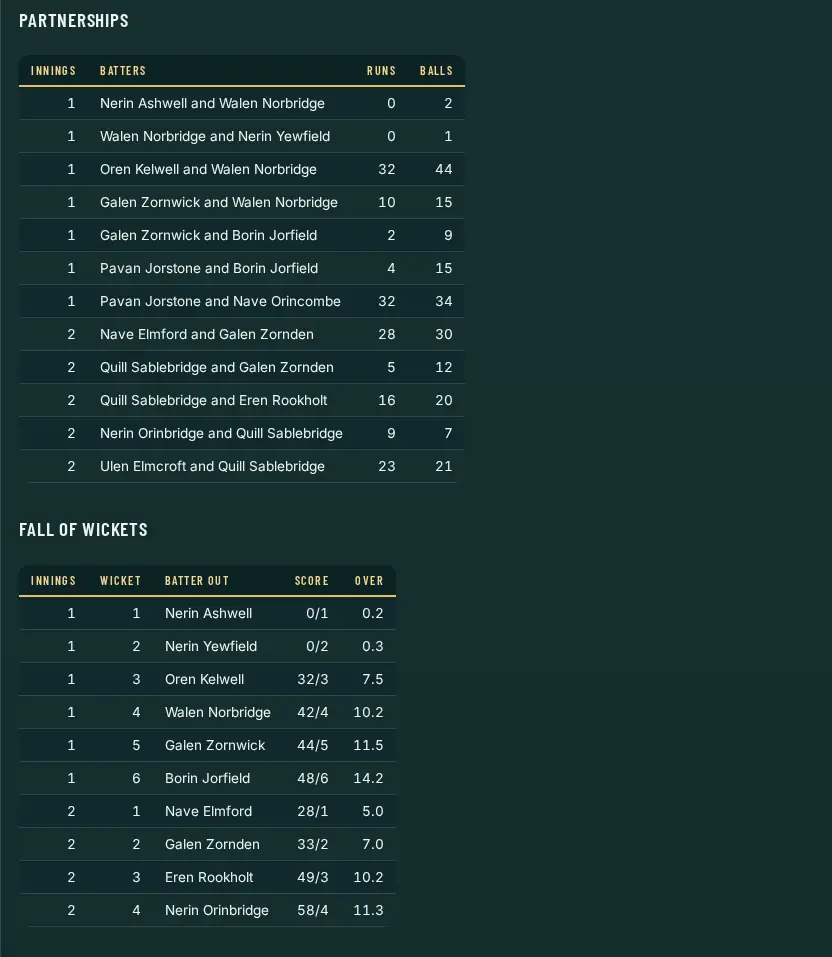 PARTNERSHIPS
INNINGS BATTERS RUNS BALLS
1 Nerin Ashwell and Walen Norbridge 0 2
1 Walen Norbridge and Nerin Yewfield 0 1
1 Oren Kelwell and Walen Norbridge 32 44
1 Galen Zornwick and Walen Norbridge 10 15
1 Galen Zornwick and Borin Jorfield 2 9
1 Pavan Jorstone and Borin Jorfield 4 15
1 Pavan Jorstone and Nave Orincombe 32 34
2 Nave Elmford and Galen Zornden 28 30
2 Quill Sablebridge and Galen Zornden 5 12
2 Quill Sablebridge and Eren Rookholt 16 20
2 Nerin Orinbridge and Quill Sablebridge 9 7
2 Ulen Elmcroft and Quill Sablebridge 23 21
FALL OF WICKETS
INNINGS WICKET BATTER OUT SCORE OVER
1 1 Nerin Ashwell 0/1 0.2
1 2 Nerin Yewfield 0/2 0.3
1 3 Oren Kelwell 32/3 7.5
1 4 Walen Norbridge 42/4 10.2
1 5 Galen Zornwick 44/5 11.5
1 6 Borin Jorfield 48/6 14.2
2 1 Nave Elmford 28/1 5.0
2 2 Galen Zornden 33/2 7.0
2 3 Eren Rookholt 49/3 10.2
2 4 Nerin Orinbridge 58/4 11.3